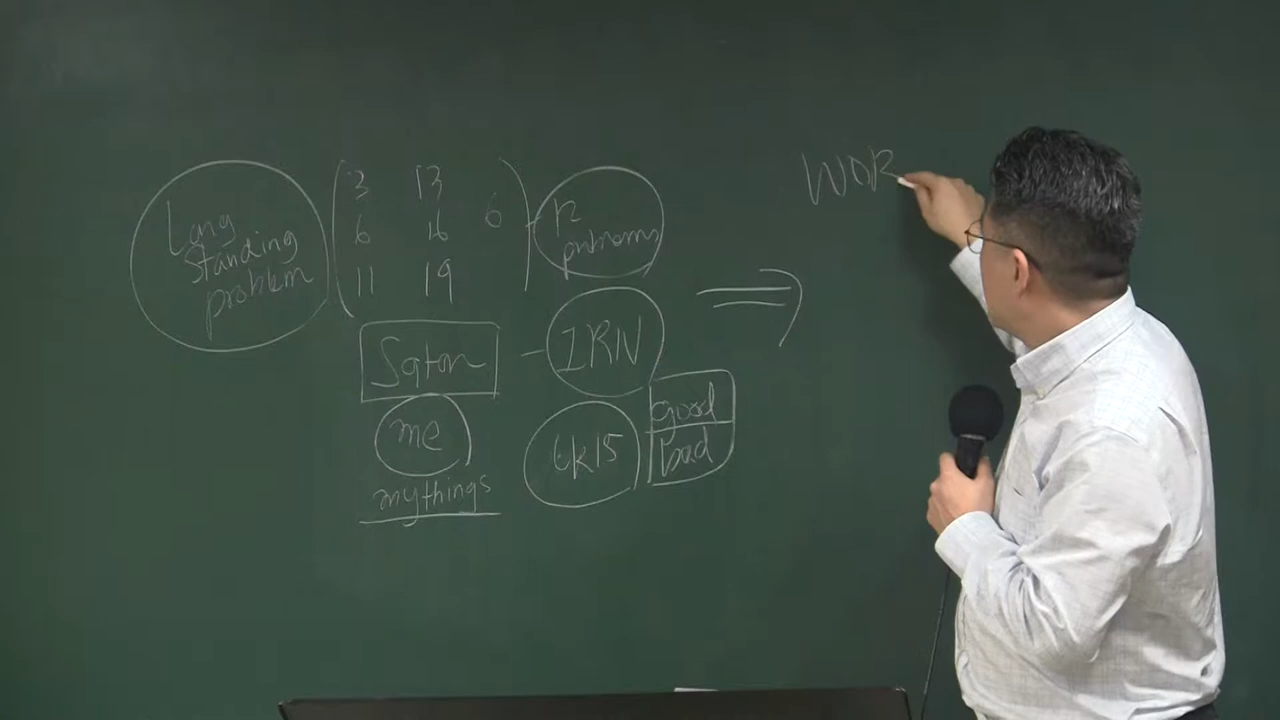 Long
standing
problem
3 13
6 16 6
11 19
12
problems
Satan
me
mythings
IRN
UK15
good
bad
WOR